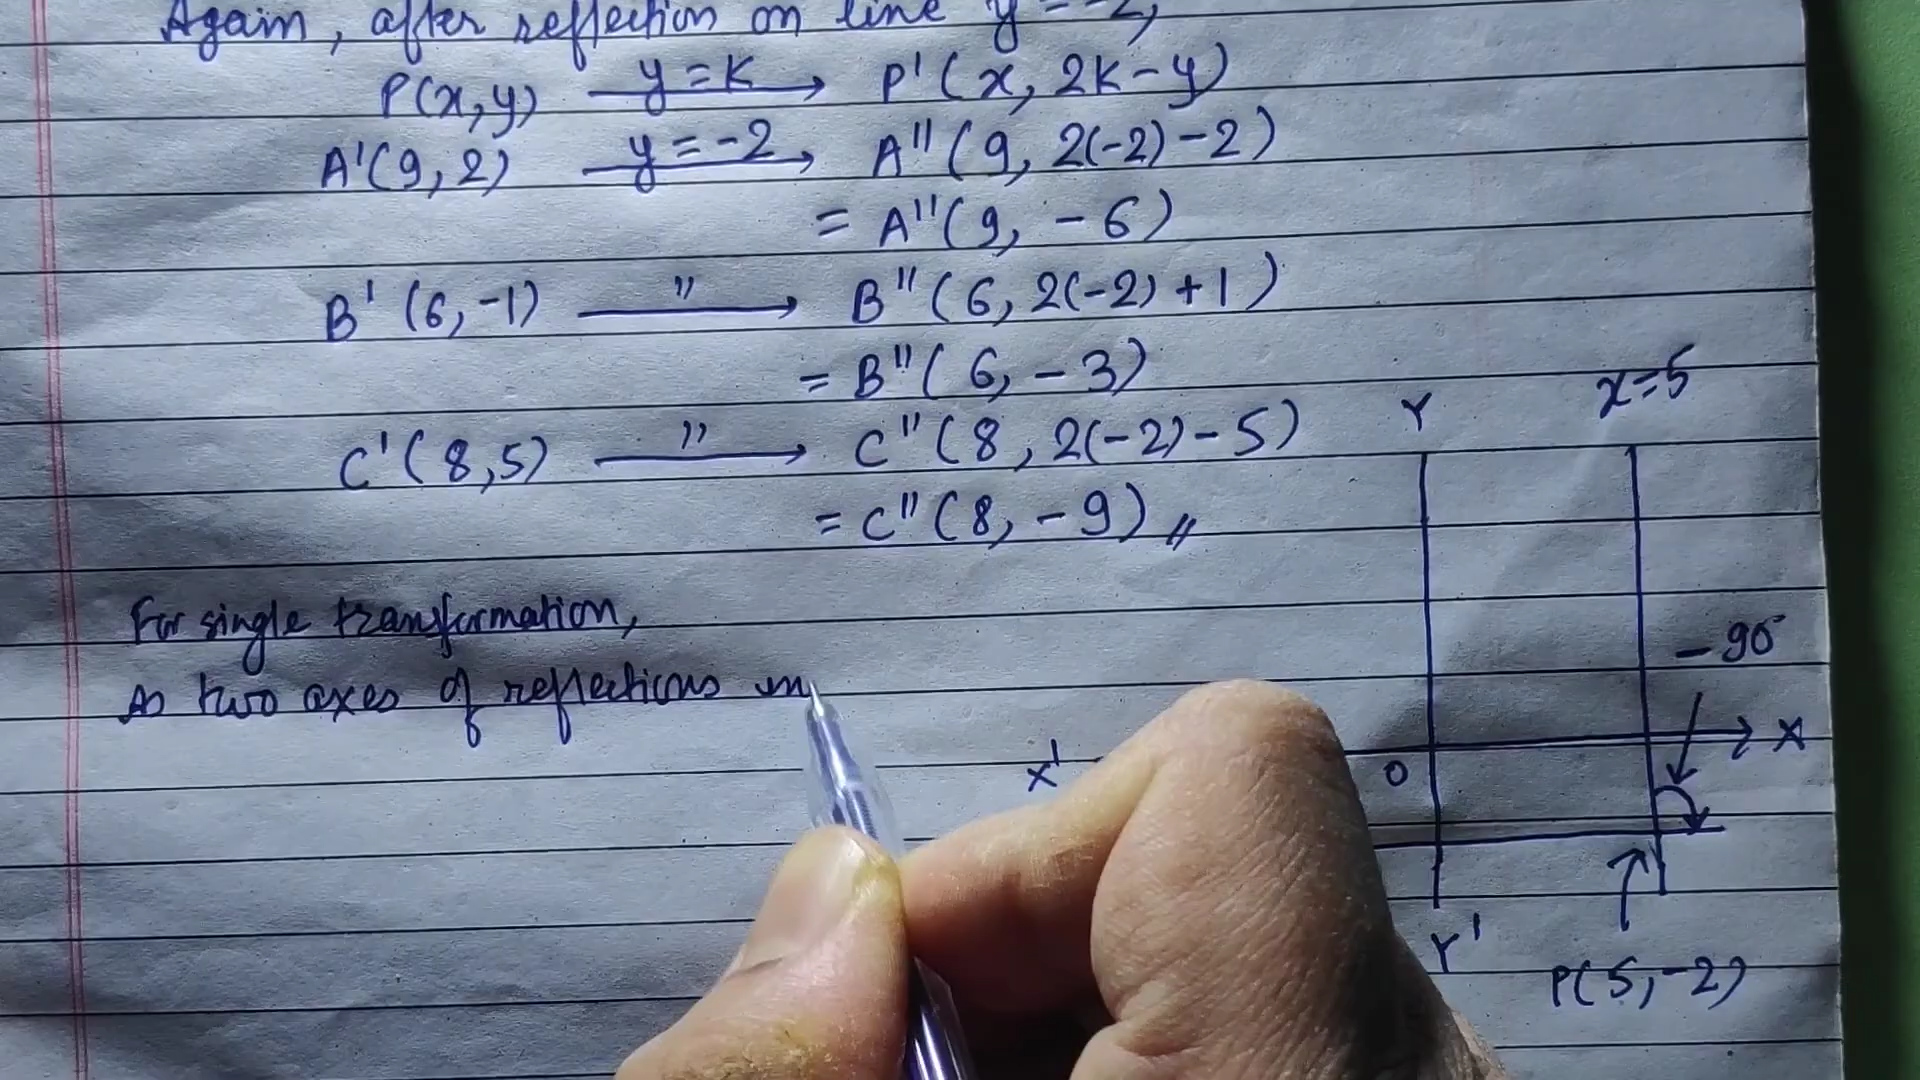 Again, after reflection on line y = -2,
P(x,y) y = K → P'(x, 2K-y)
A'(9,2) y = -2 → A''(9, 2(-2)-2)
= A''(9, -6)
B'(6,-1) '' → B''(6, 2(-2)+1)
= B''(6, -3)
C'(8,5) '' → C''(8, 2(-2)-5)
= C''(8, -9) //
For single transformation,
As two axes of reflections in
Y x=5
-90°
X' O X
Y'
P(5,-2)